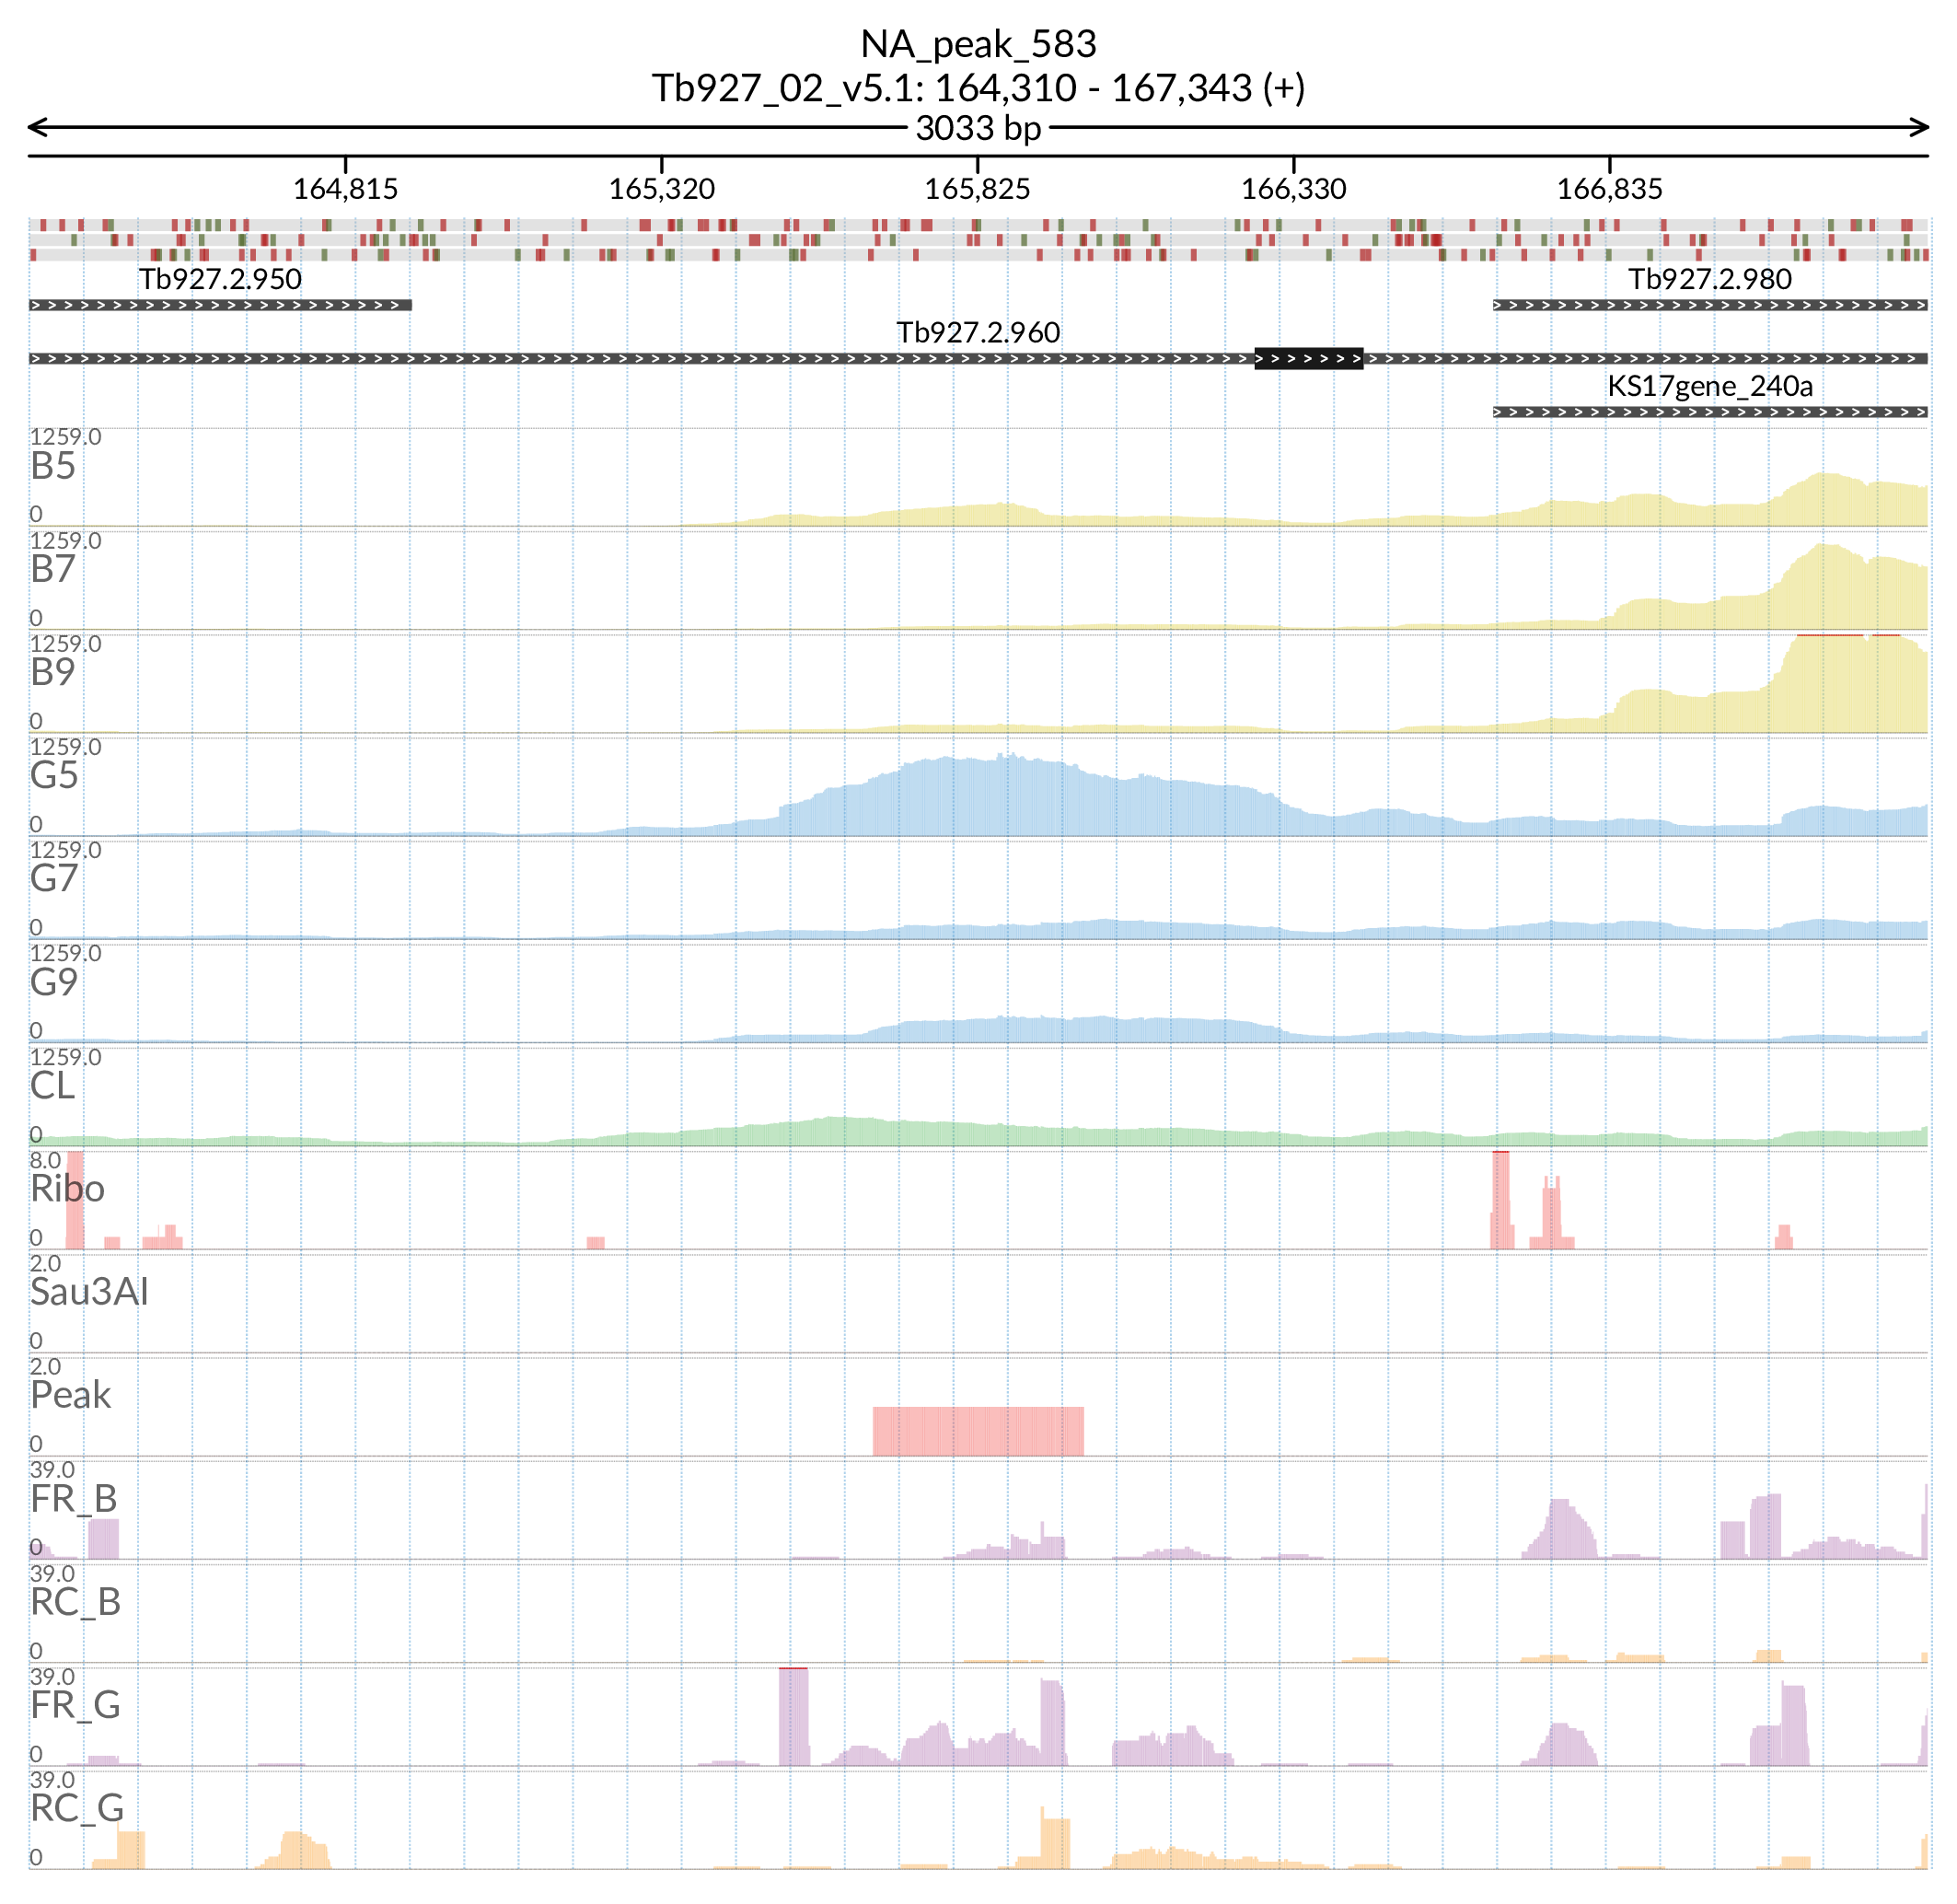 NA_peak_583
Tb927_02_v5.1: 164,310 - 167,343 (+)
3033 bp
164,815 165,320 165,825 166,330 166,835
Tb927.2.950 Tb927.2.980
Tb927.2.960
KS17gene_240a
1259.0
B5
0
1259.0
B7
0
1259.0
B9
0
1259.0
G5
0
1259.0
G7
0
1259.0
G9
0
1259.0
CL
0
8.0
Ribo
0
2.0
Sau3AI
0
2.0
Peak
0
39.0
FR_B
0
39.0
RC_B
0
39.0
FR_G
0
39.0
RC_G
0